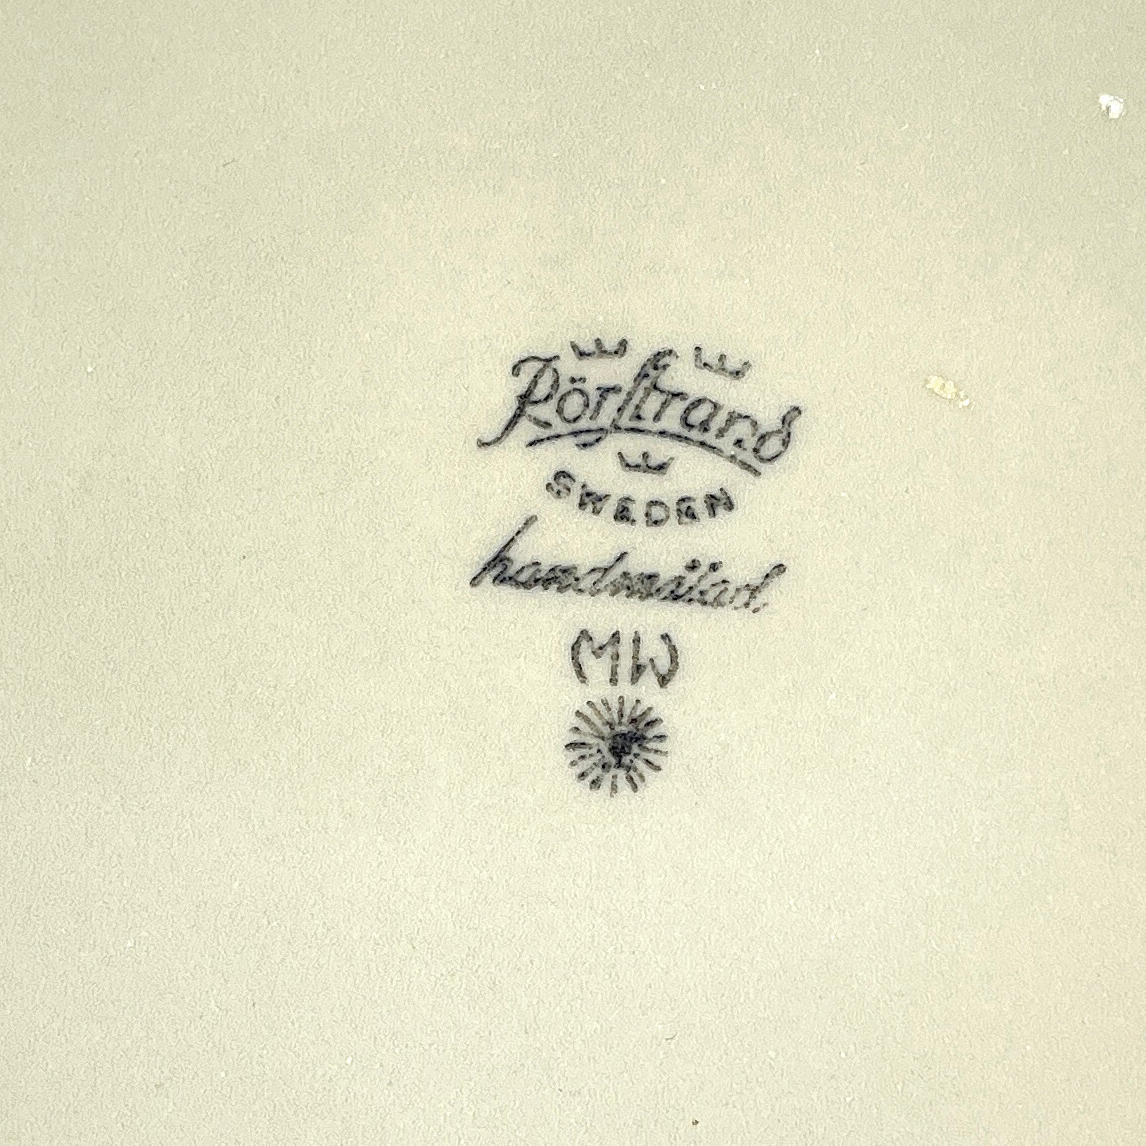 Rörstrand
SWEDEN
handmålad.
MW